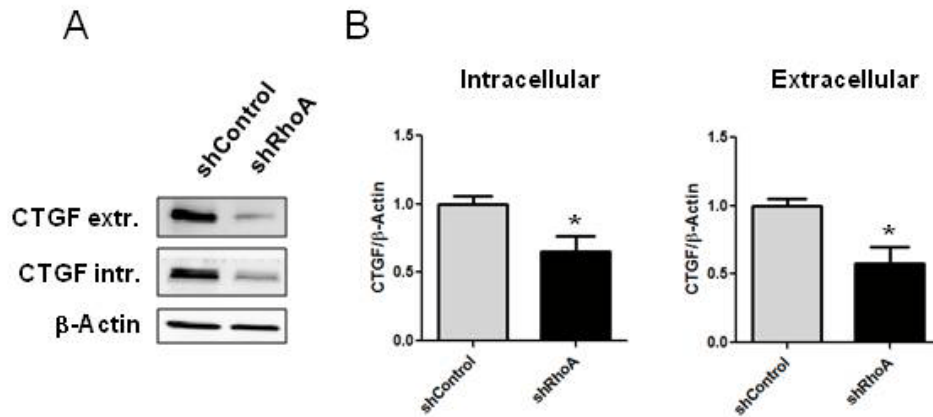 A
shControl
shRhoA
CTGF extr.
CTGF intr.
β-Actin
B
Intracellular
CTGF/β-Actin
1.5
1.0
0.5
0.0
*
shControl
shRhoA
Extracellular
CTGF/β-Actin
1.5
1.0
0.5
0.0
*
shControl
shRhoA